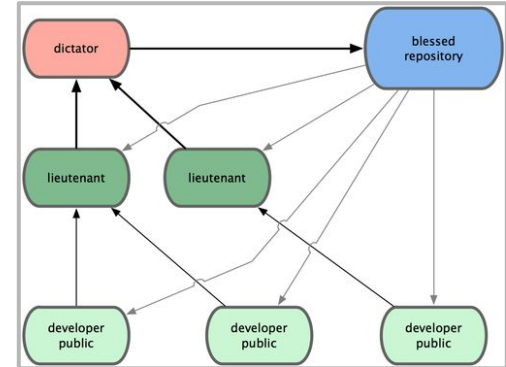 dictator
blessed
repository
lieutenant
lieutenant
developer
public
developer
public
developer
public